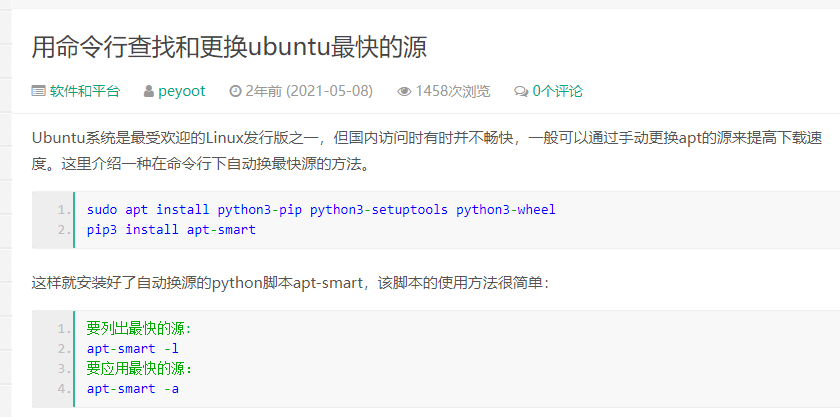 用命令行查找和更换ubuntu最快的源
软件和平台 peyoot 2年前 (2021-05-08) 1458次浏览 0个评论
Ubuntu系统是最受欢迎的Linux发行版之一，但国内访问时有时并不畅快，一般可以通过手动更换apt的源来提高下载速
度。这里介绍一种在命令行下自动换最快源的方法。
1. sudo apt install python3-pip python3-setuptools python3-wheel
2. pip3 install apt-smart
这样就安装好了自动换源的python脚本apt-smart，该脚本的使用方法很简单：
1. 要列出最快的源：
2. apt-smart -l
3. 要应用最快的源：
4. apt-smart -a